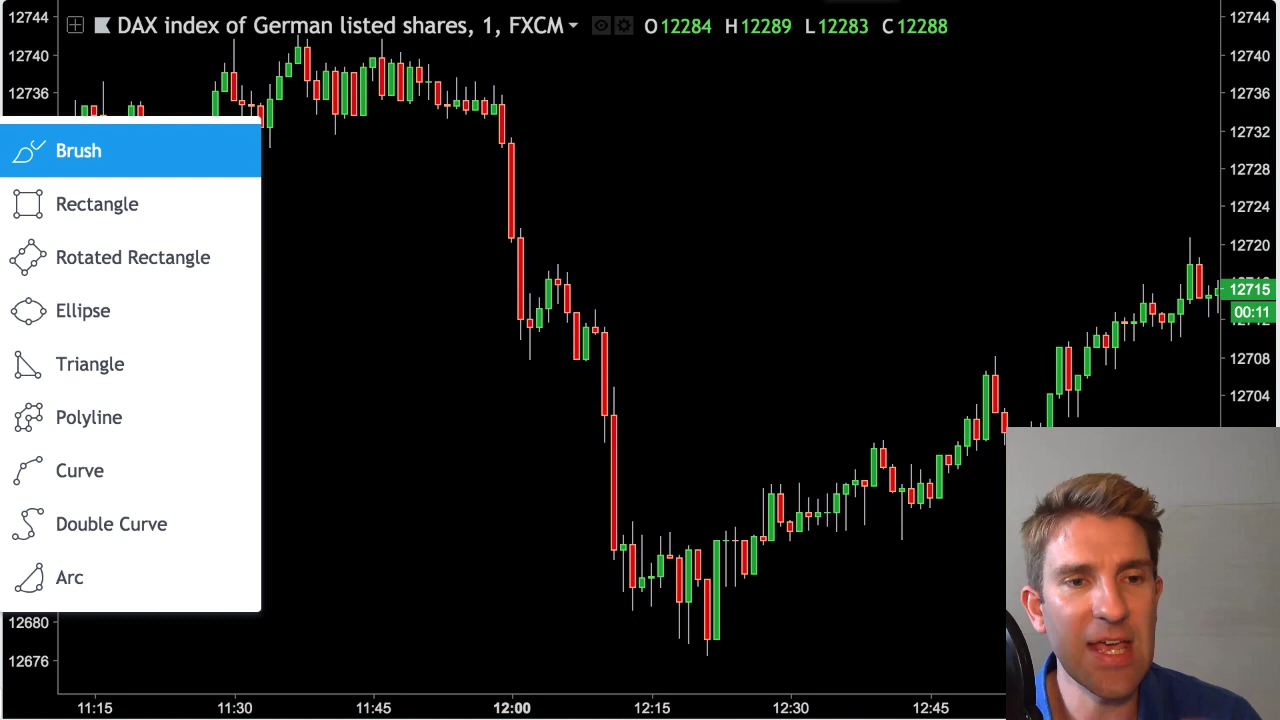 DAX index of German listed shares, 1, FXCM O12284 H12289 L12283 C12288
12744
12740
12736
Brush
Rectangle
Rotated Rectangle
Ellipse
Triangle
Polyline
Curve
Double Curve
Arc
12680
12676
12744
12740
12736
12732
12728
12724
12720
12715
00:11
12708
12704
11:15 11:30 11:45 12:00 12:15 12:30 12:45